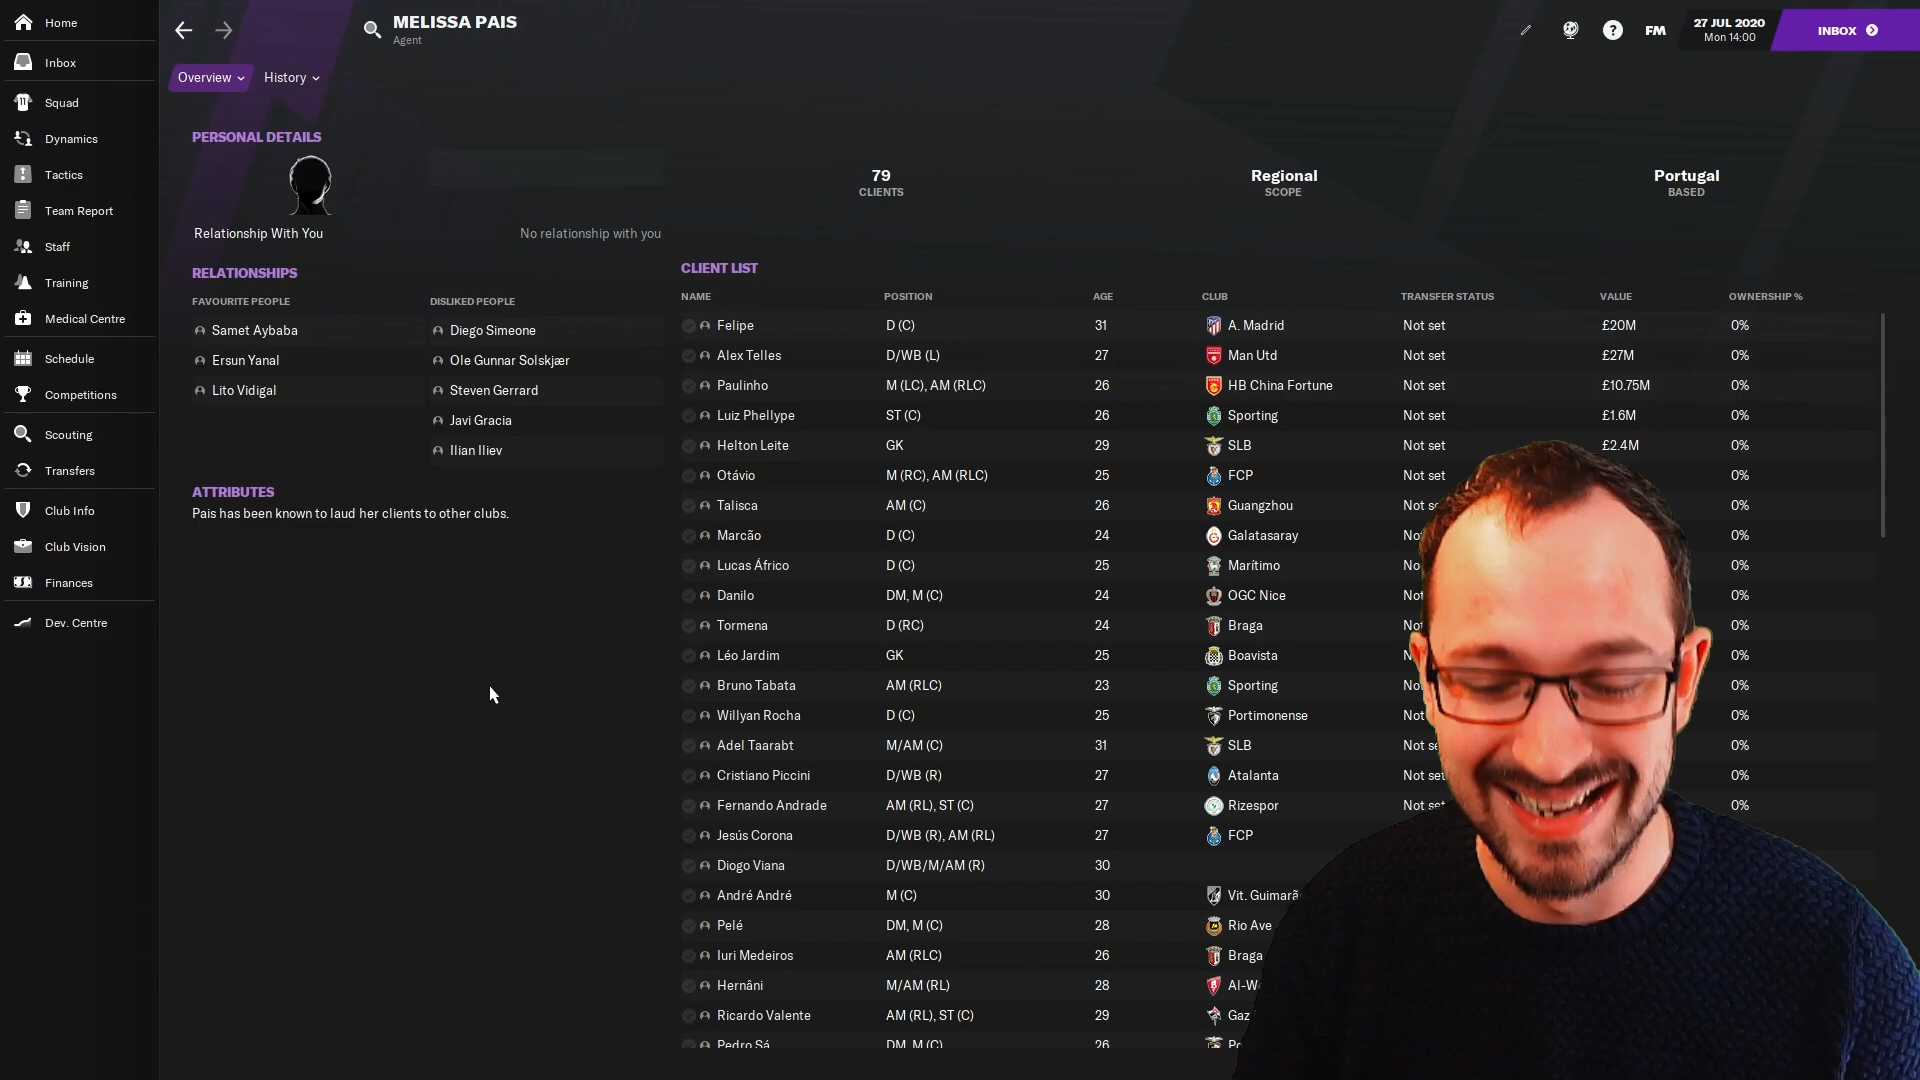 Home
Inbox
Squad
Dynamics
Tactics
Team Report
Staff
Training
Medical Centre
Schedule
Competitions
Scouting
Transfers
Club Info
Club Vision
Finances
Dev. Centre
MELISSA PAIS
Agent
FM
27 JUL 2020
Mon 14:00
INBOX
Overview
History
PERSONAL DETAILS
79
CLIENTS
Regional
SCOPE
Portugal
BASED
Relationship With You No relationship with you
RELATIONSHIPS
FAVOURITE PEOPLE DISLIKED PEOPLE
Samet Aybaba Diego Simeone
Ersun Yanal Ole Gunnar Solskjær
Lito Vidigal Steven Gerrard
Javi Gracia
Ilian Iliev
ATTRIBUTES
Pais has been known to laud her clients to other clubs.
CLIENT LIST
NAME POSITION AGE CLUB TRANSFER STATUS VALUE OWNERSHIP %
Felipe D (C) 31 A. Madrid Not set £20M 0%
Alex Telles D/WB (L) 27 Man Utd Not set £27M 0%
Paulinho M (LC), AM (RLC) 26 HB China Fortune Not set £10.75M 0%
Luiz Phellype ST (C) 26 Sporting Not set £1.6M 0%
Helton Leite GK 29 SLB Not set £2.4M 0%
Otávio M (RC), AM (RLC) 25 FCP Not set 0%
Talisca AM (C) 26 Guangzhou Not 0%
Marcão D (C) 24 Galatasaray 0%
Lucas Áfrico D (C) 25 Marítimo 0%
Danilo DM, M (C) 24 OGC Nice Not 0%
Tormena D (RC) 24 Braga 0%
Léo Jardim GK 25 Boavista 0%
Bruno Tabata AM (RLC) 23 Sporting 0%
Willyan Rocha D (C) 25 Portimonense Not 0%
Adel Taarabt M/AM (C) 31 SLB Not 0%
Cristiano Piccini D/WB (R) 27 Atalanta Not set 0%
Fernando Andrade AM (RL), ST (C) 27 Rizespor Not set 0%
Jesús Corona D/WB (R), AM (RL) 27 FCP
Diogo Viana D/WB/M/AM (R) 30
André André M (C) 30 Vit.
Pelé DM, M (C) 28 Rio Ave
Iuri Medeiros AM (RLC) 26 Braga
Hernâni M/AM (RL) 28
Ricardo Valente AM (RL), ST (C) 29
Pedro Sá DM, M (C) 26